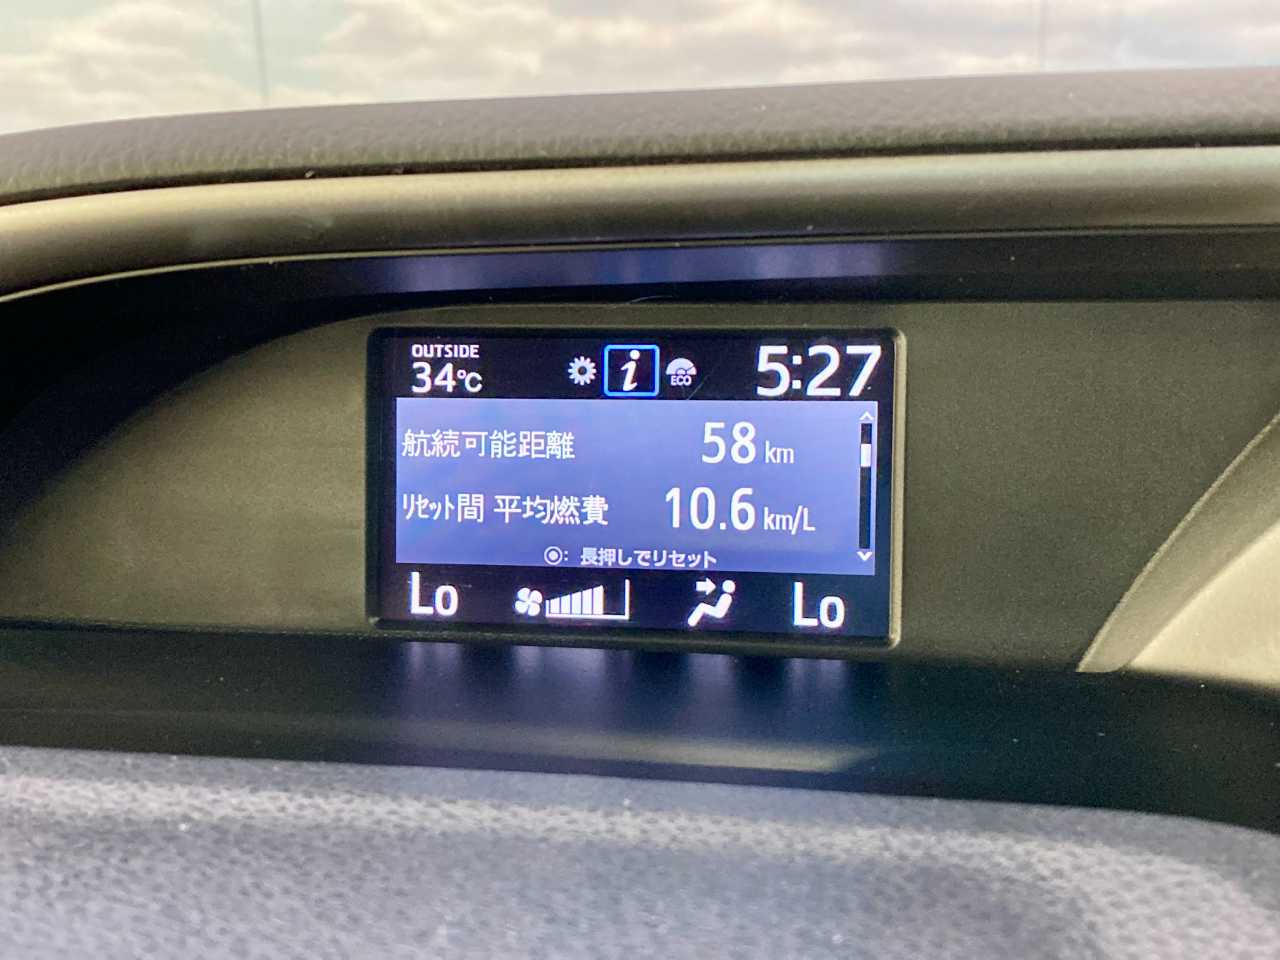 OUTSIDE
34℃
i
ECO
5:27
航続可能距離 58 km
リセット間 平均燃費 10.6 km/L
◉: 長押しでリセット
Lo
Lo